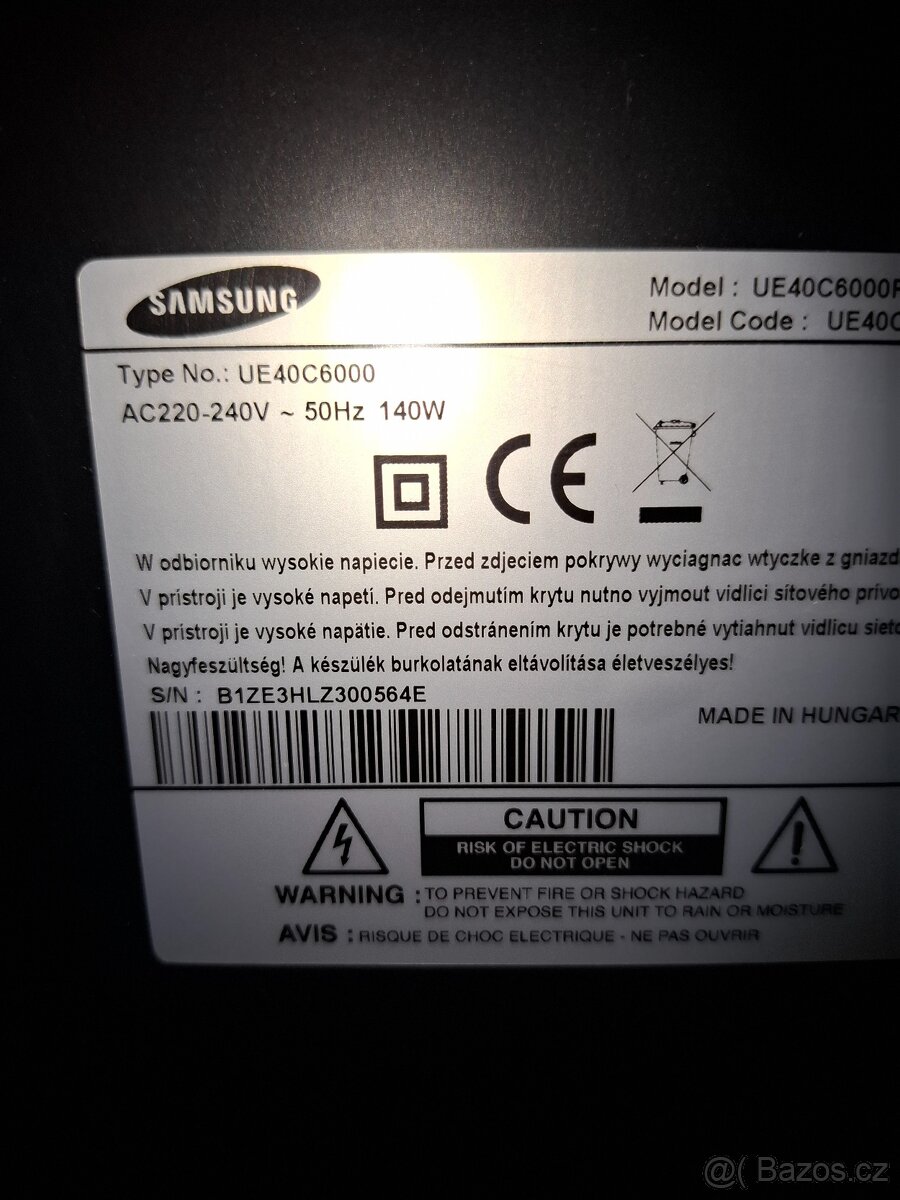 SAMSUNG
Model : UE40C6000
Model Code : UE40C
Type No.: UE40C6000
AC220-240V ~ 50Hz 140W
CE
W odbiorniku wysokie napiecie. Przed zdjeciem pokrywy wyciagnac wtyczke z gniazd
V prístroji je vysoké napetí. Pred odejmutím krytu nutno vyjmout vidlici sítového prívo
V prístroji je vysoké napätie. Pred odstránením krytu je potrebné vytiahnut vidlicu sieto
Nagyfeszültség! A készülék burkolatának eltávolítása életveszélyes!
S/N : B1ZE3HLZ300564E
MADE IN HUNGAR
CAUTION
RISK OF ELECTRIC SHOCK
DO NOT OPEN
WARNING : TO PREVENT FIRE OR SHOCK HAZARD
DO NOT EXPOSE THIS UNIT TO RAIN OR MOISTURE
AVIS : RISQUE DE CHOC ELECTRIQUE - NE PAS OUVRIR
@( Bazos.cz